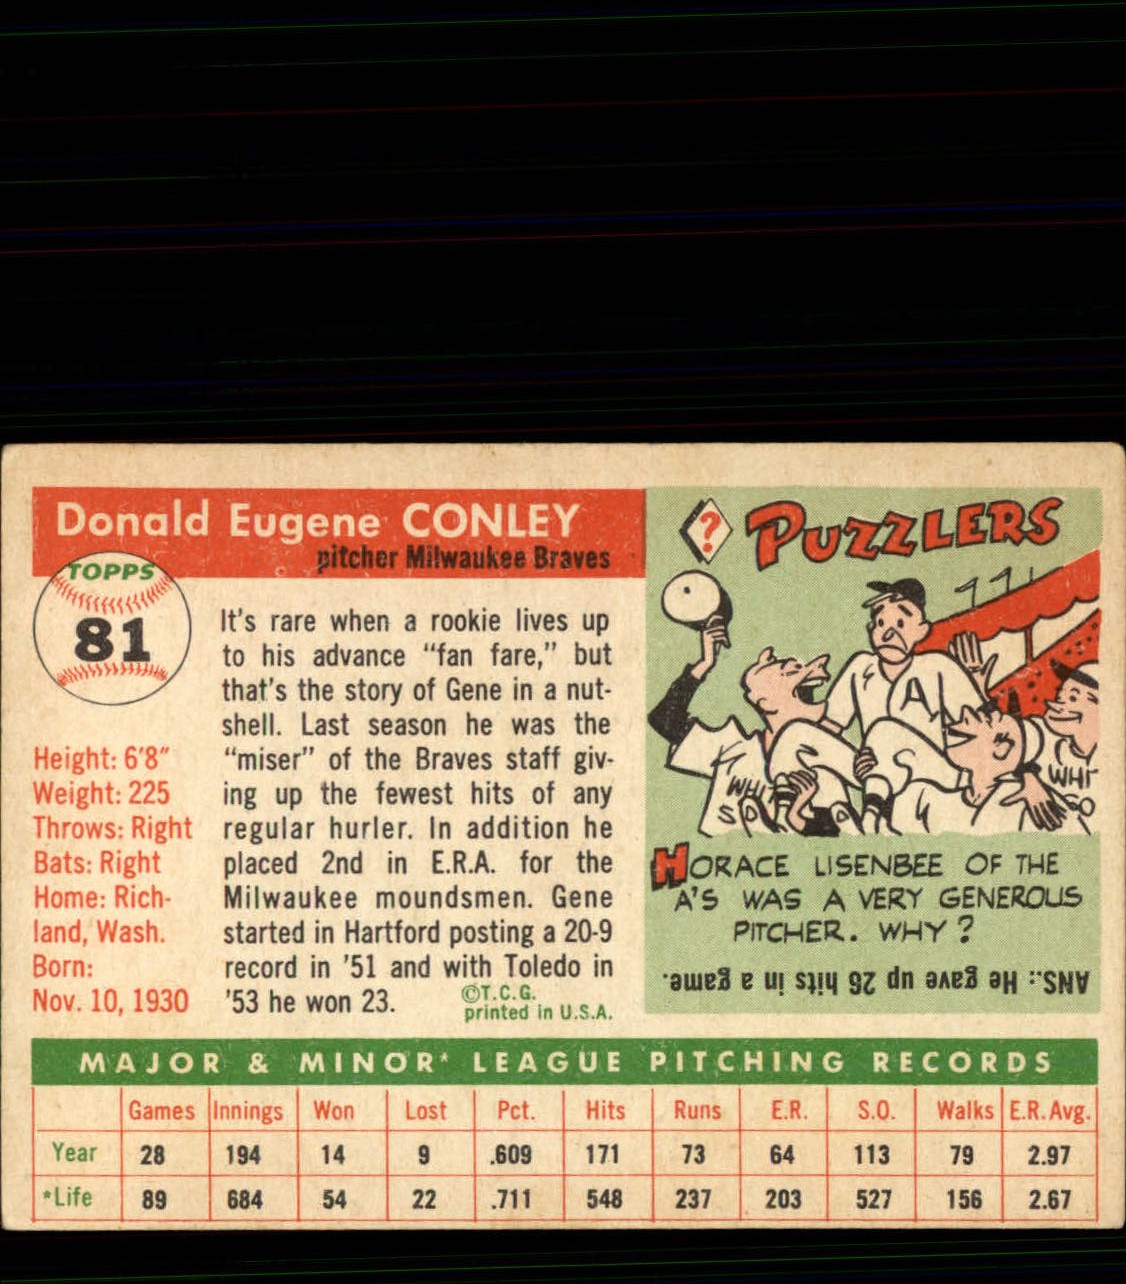 Donald Eugene CONLEY
pitcher Milwaukee Braves
TOPPS
81
Height: 6'8"
Weight: 225
Throws: Right
Bats: Right
Home: Rich-
land, Wash.
Born:
Nov. 10, 1930
It's rare when a rookie lives up
to his advance "fan fare," but
that's the story of Gene in a nut-
shell. Last season he was the
"miser" of the Braves staff giv-
ing up the fewest hits of any
regular hurler. In addition he
placed 2nd in E.R.A. for the
Milwaukee moundsmen. Gene
started in Hartford posting a 20-9
record in '51 and with Toledo in
'53 he won 23.
©T.C.G.
printed in U.S.A.
?
PUZZLERS
A
S
WHI
SO
WHI
SO
HORACE LISENBEE OF THE
A'S WAS A VERY GENEROUS
PITCHER. WHY?
ANS.: He gave up 26 hits in a game.
MAJOR & MINOR* LEAGUE PITCHING RECORDS
Games Innings Won Lost Pct. Hits Runs E.R. S.O. Walks E.R.Avg.
Year 28 194 14 9 .609 171 73 64 113 79 2.97
*Life 89 684 54 22 .711 548 237 203 527 156 2.67